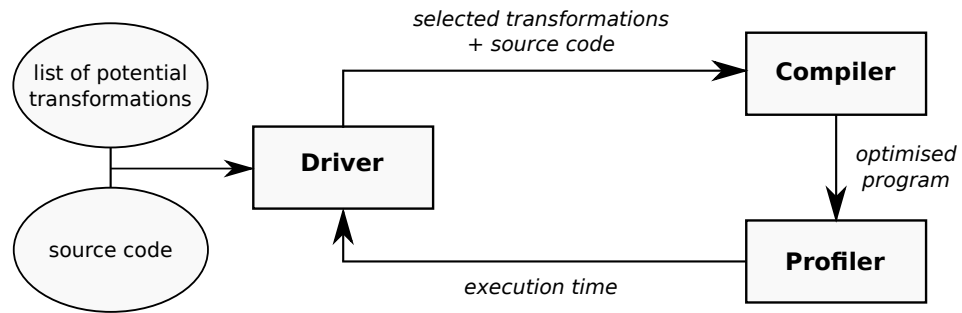 selected transformations
+ source code
list of potential
transformations
Compiler
Driver
optimised
program
source code
Profiler
execution time